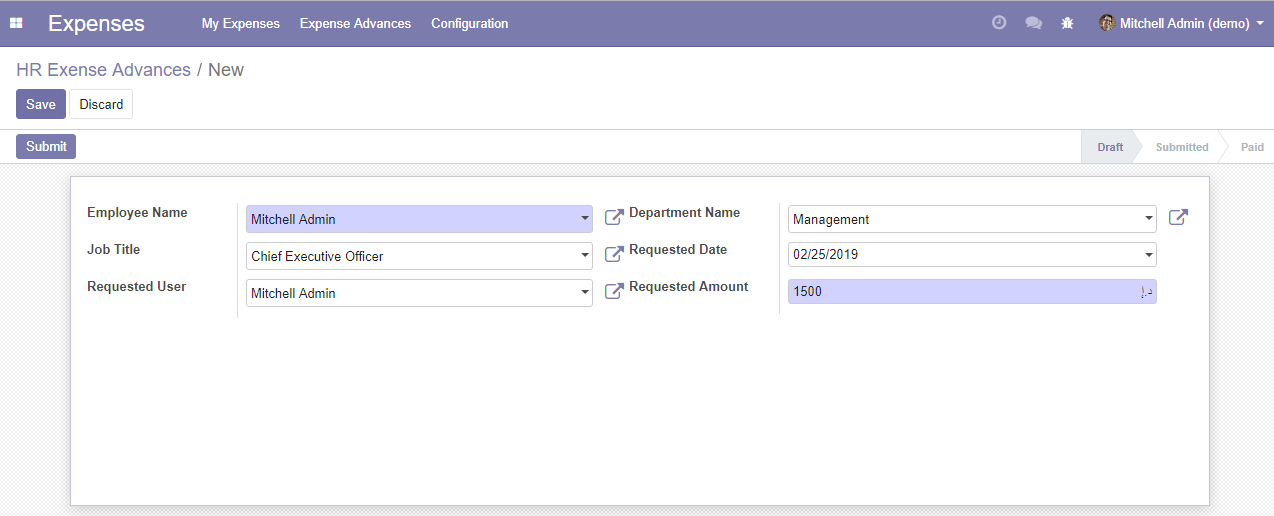 Expenses My Expenses Expense Advances Configuration Mitchell Admin (demo)
HR Exense Advances / New
Save Discard
Submit Draft Submitted Paid
Employee Name Mitchell Admin Department Name Management
Job Title Chief Executive Officer Requested Date 02/25/2019
Requested User Mitchell Admin Requested Amount 1500 د.إ